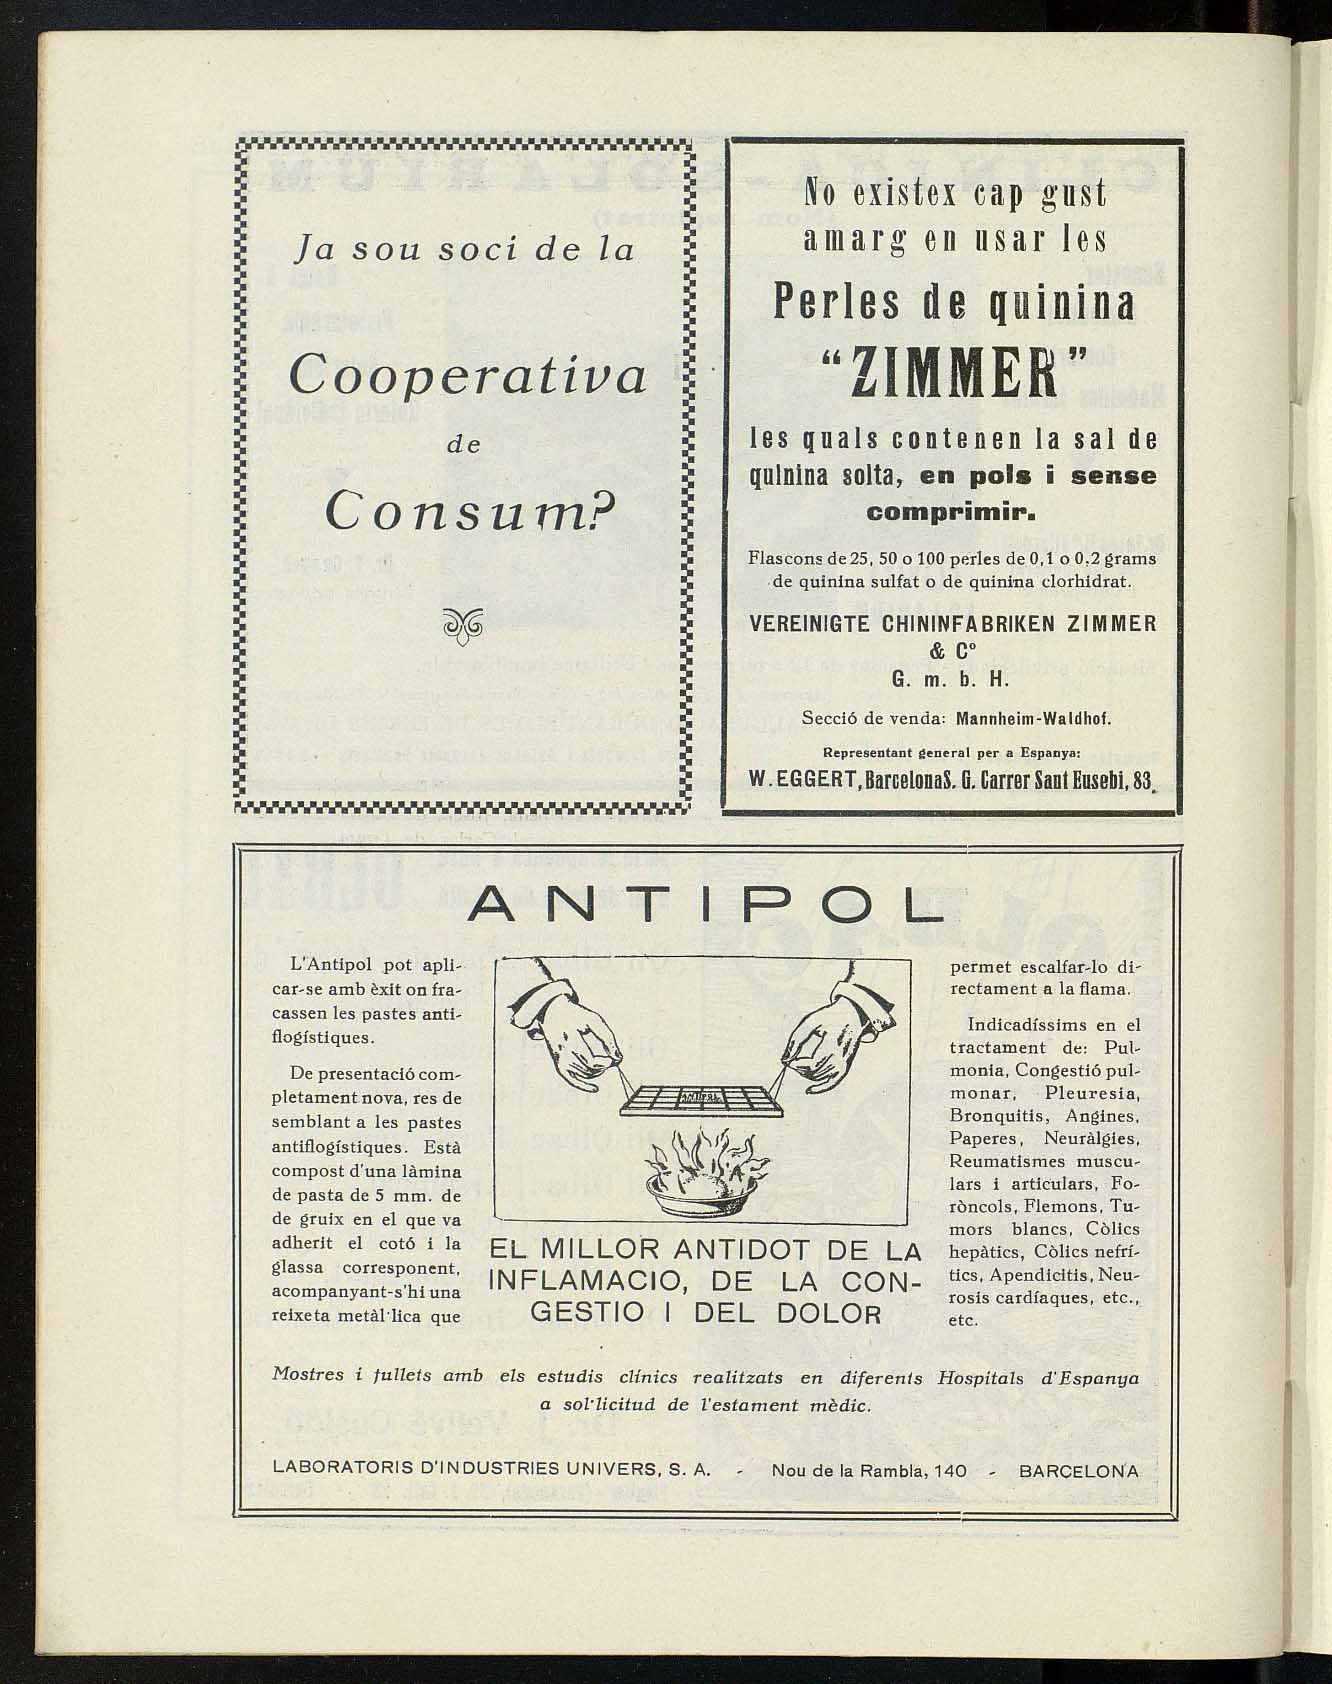 Ja sou soci de la
Cooperativa
de
Consum?
No existex cap gust
amarg en usar les
Perles de quinina
“ZIMMER”
les quals contenen la sal de
quinina solta, en pols i sense
comprimir.
Flascons de 25, 50 o 100 perles de 0,1 o 0,2 grams
de quinina sulfat o de quinina clorhidrat.
VEREINIGTE CHININFABRIKEN ZIMMER
& Cº
G. m. b. H.
Secció de venda: Mannheim-Waldhof.
Representant general per a Espanya:
W. EGGERT, Barcelona S. G. Carrer Sant Eusebi, 83.
ANTIPOL
L'Antipol pot apli-
car-se amb èxit on fra-
cassen les pastes anti-
flogístiques.
De presentació com-
pletament nova, res de
semblant a les pastes
antiflogístiques. Està
compost d'una làmina
de pasta de 5 mm. de
de gruix en el que va
adherit el cotó i la
glassa corresponent,
acompanyant-s'hi una
reixeta metàl·lica que
ANTIPOL
EL MILLOR ANTIDOT DE LA
INFLAMACIO, DE LA CON-
GESTIO I DEL DOLOR
permet escalfar-lo di-
rectament a la flama.
Indicadíssims en el
tractament de: Pul-
monia, Congestió pul-
monar, Pleuresia,
Bronquitis, Angines,
Paperes, Neuràlgies,
Reumatismes muscu-
lars i articulars, Fo-
ròncols, Flemons, Tu-
mors blancs, Còlics
hepàtics, Còlics nefrí-
tics, Apendicitis, Neu-
rosis cardíaques, etc.,
etc.
Mostres i fullets amb els estudis clínics realitzats en diferents Hospitals d'Espanya
a sol·licitud de l'estament mèdic.
LABORATORIS D'INDUSTRIES UNIVERS, S. A. - Nou de la Rambla, 140 - BARCELONA